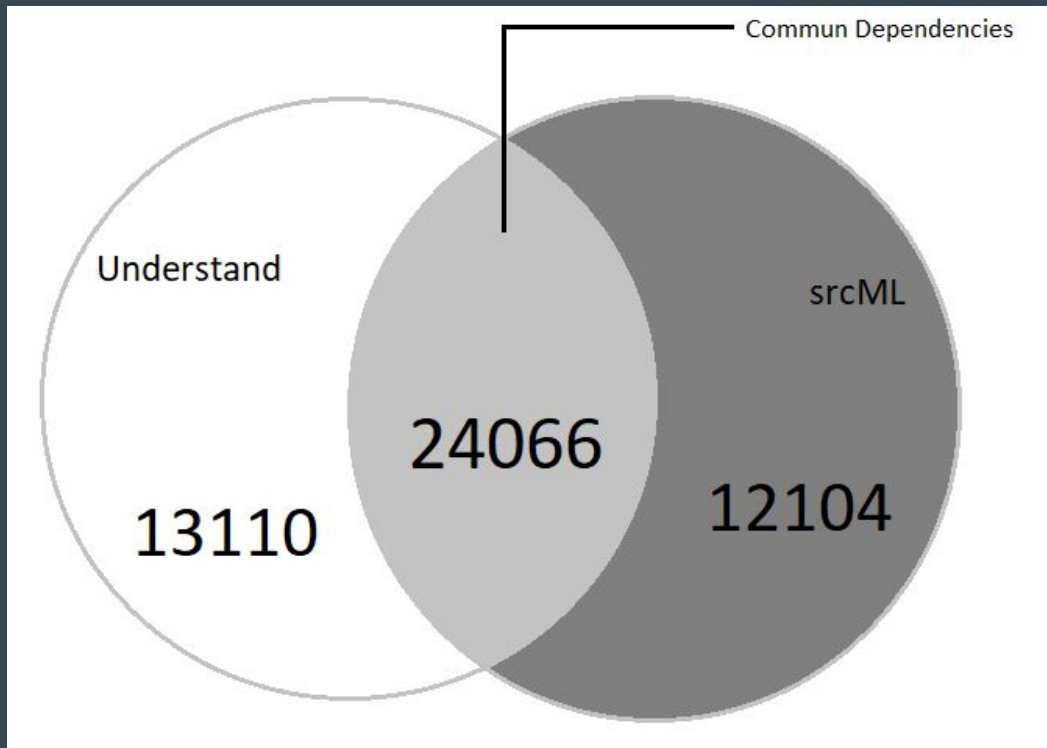 Commun Dependencies
Understand
srcML
24066
12104
13110